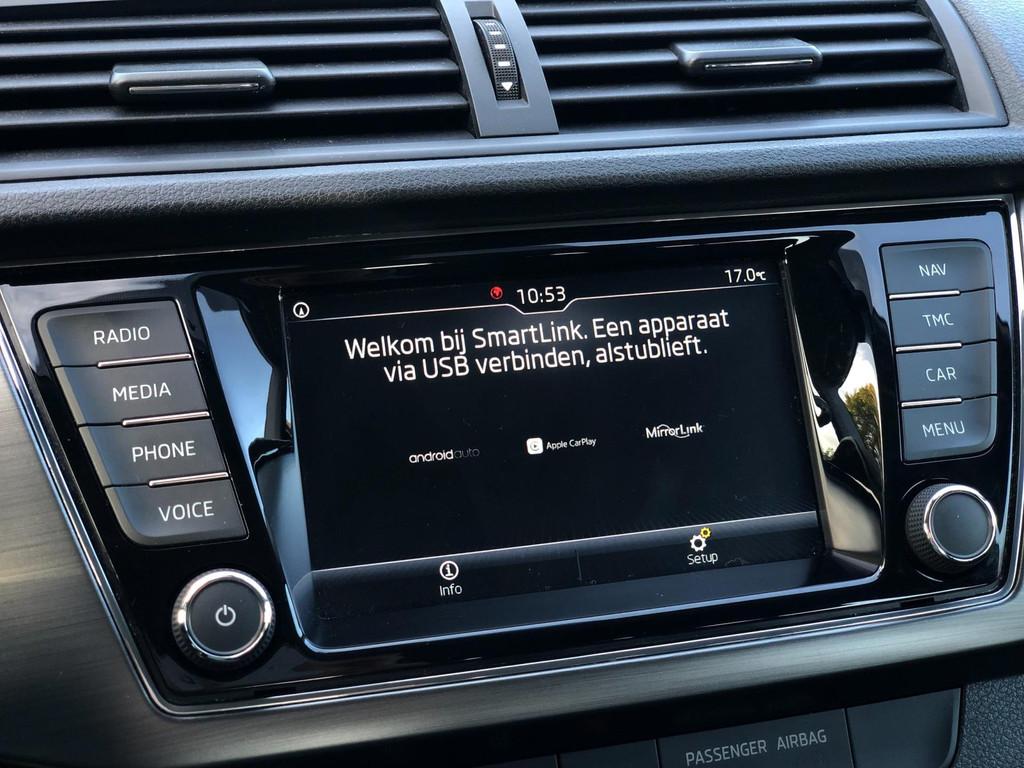 10:53
17.0°C
Welkom bij SmartLink. Een apparaat
via USB verbinden, alstublieft.
androidauto
Apple CarPlay
MirrorLink
Info
Setup
RADIO
MEDIA
PHONE
VOICE
NAV
TMC
CAR
MENU
PASSENGER AIRBAG